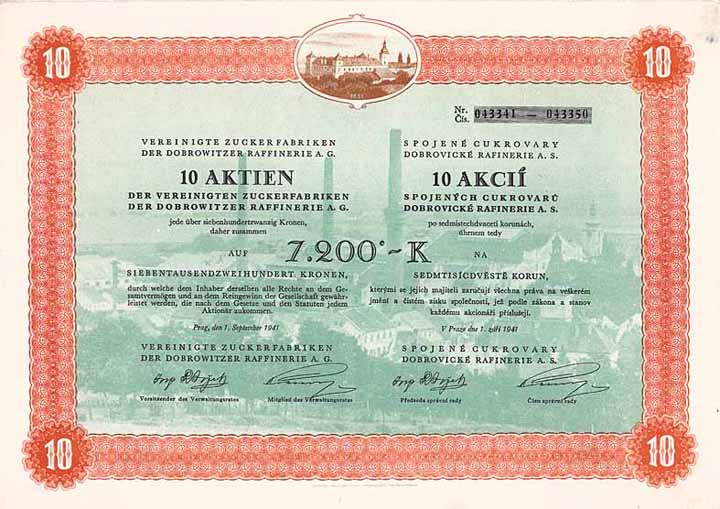 10
10
Nr.
Čís.
043341 — 043350
VEREINIGTE ZUCKERFABRIKEN
DER DOBROWITZER RAFFINERIE A. G.
10 AKTIEN
DER VEREINIGTEN ZUCKERFABRIKEN
DER DOBROWITZER RAFFINERIE A. G.
jede über siebenhundertzwanzig Kronen,
daher zusammen
AUF
SIEBENTAUSENDZWEIHUNDERT KRONEN,
durch welche dem Inhaber derselben alle Rechte an dem Ge-
samtvermögen und an dem Reingewinn der Gesellschaft gewähr-
leistet werden, die nach dem Gesetze und den Statuten jedem
Aktionär zukommen.
Prag, den 1. September 1941
VEREINIGTE ZUCKERFABRIKEN
DER DOBROWITZER RAFFINERIE A. G.
Vorsitzender des Verwaltungsrates
Mitglied des Verwaltungsrates
7.200·-K
SPOJENÉ CUKROVARY
DOBROVICKÉ RAFINERIE A. S.
10 AKCIÍ
SPOJENÝCH CUKROVARŮ
DOBROVICKÉ RAFINERIE A. S.
po sedmistechdvaceti korunách,
úhrnem tedy
NA
SEDMTISÍCDVĚSTĚ KORUN,
kterými se jejich majiteli zaručují všechna práva na veškerém
jmění a čistém zisku společnosti, jež podle zákona a stanov
každému akcionáři příslušejí.
V Praze dne 1. září 1941
SPOJENÉ CUKROVARY
DOBROVICKÉ RAFINERIE A. S.
Předseda správní rady
Člen správní rady
10
10